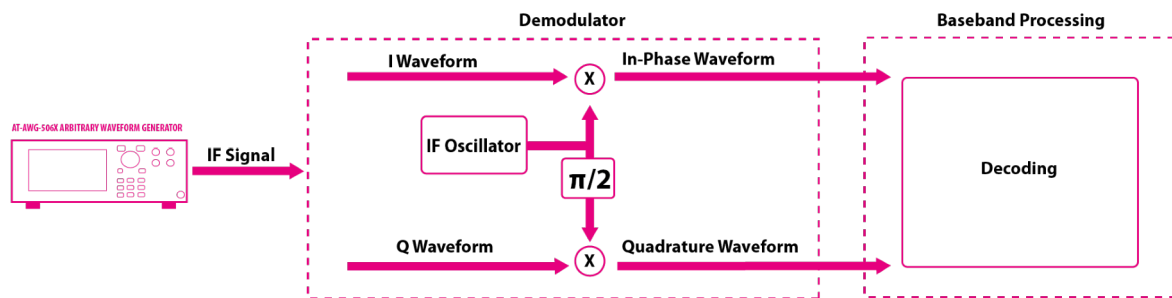 Demodulator
Baseband Processing
I Waveform
X
In-Phase Waveform
AT-AWG-506X ARBITRARY WAVEFORM GENERATOR
IF Signal
IF Oscillator
π/2
Decoding
Q Waveform
X
Quadrature Waveform